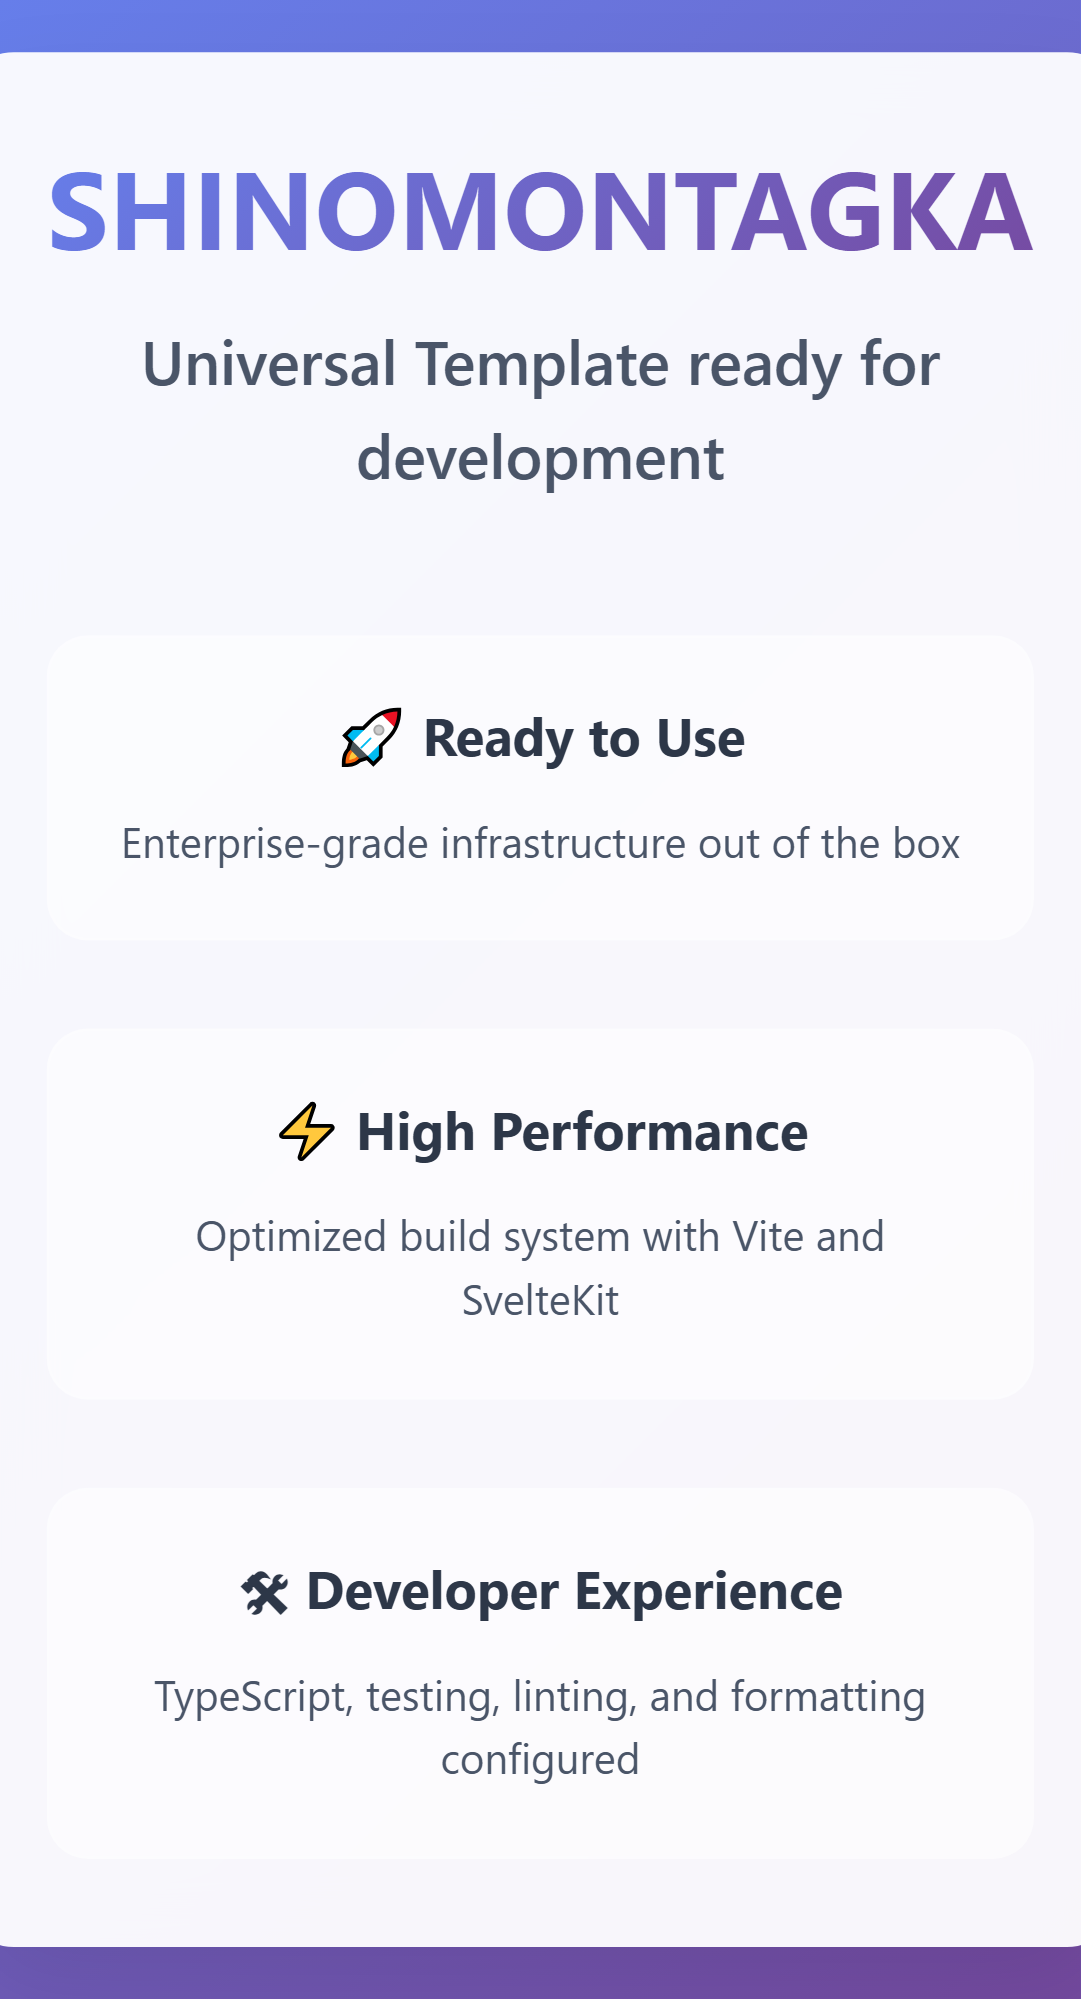 SHINOMONTAGKA
Universal Template ready for
development
🚀 Ready to Use
Enterprise-grade infrastructure out of the box
⚡ High Performance
Optimized build system with Vite and
SvelteKit
🛠 Developer Experience
TypeScript, testing, linting, and formatting
configured